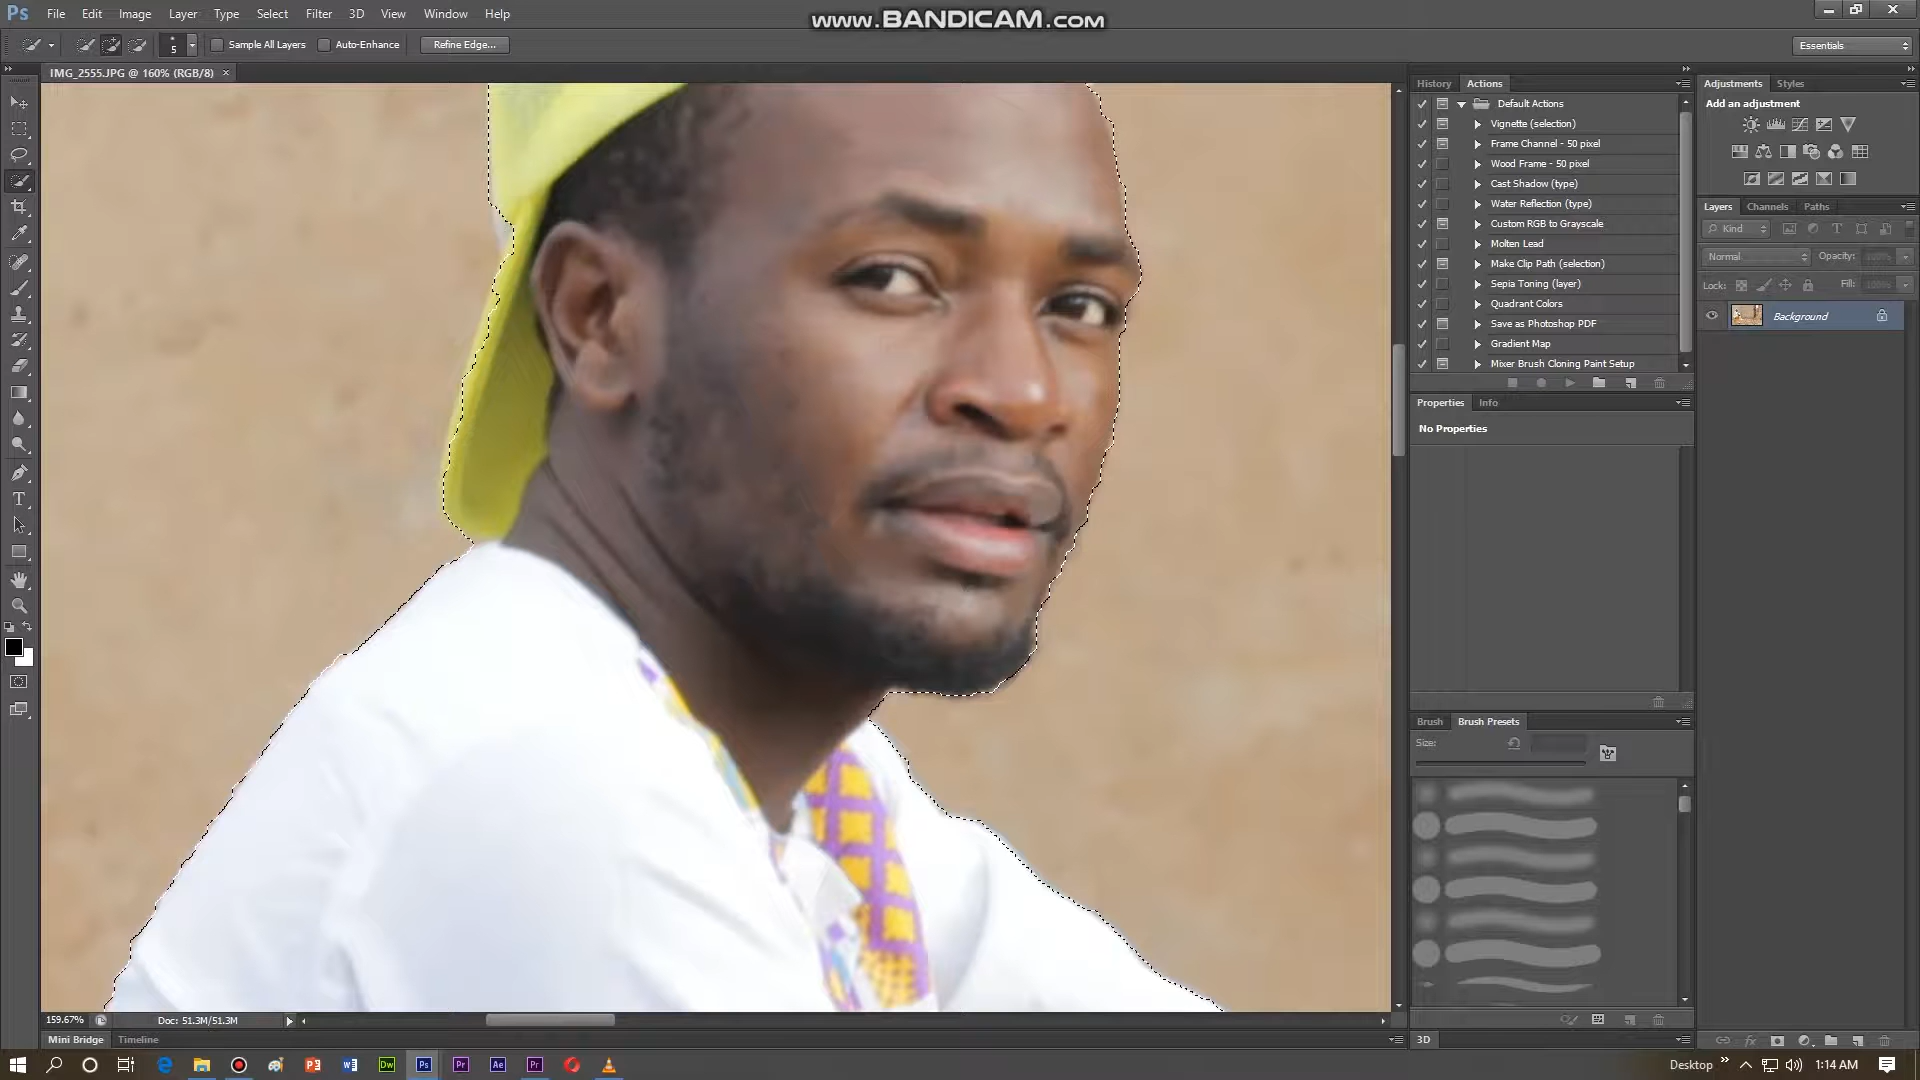 Ps File Edit Image Layer Type Select Filter 3D View Window Help
www.BANDICAM.com
5 Sample All Layers Auto-Enhance Refine Edge... Essentials
IMG_2555.JPG @ 160% (RGB/8) ×
History Actions
Default Actions
Vignette (selection)
Frame Channel - 50 pixel
Wood Frame - 50 pixel
Cast Shadow (type)
Water Reflection (type)
Custom RGB to Grayscale
Molten Lead
Make Clip Path (selection)
Sepia Toning (layer)
Quadrant Colors
Save as Photoshop PDF
Gradient Map
Mixer Brush Cloning Paint Setup
Properties Info
No Properties
Brush Brush Presets
Size:
3D
Adjustments Styles
Add an adjustment
Layers Channels Paths
Kind
Normal Opacity: 100%
Lock: Fill: 100%
Background
159.67% Doc: 51.3M/51.3M
Mini Bridge Timeline
Desktop 1:14 AM